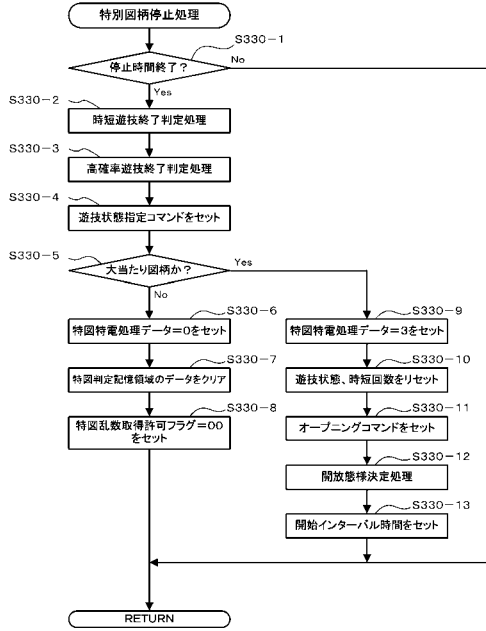 特別図柄停止処理
S330-1
停止時間終了？
No
Yes
S330-2
時短遊技終了判定処理
S330-3
高確率遊技終了判定処理
S330-4
遊技状態指定コマンドをセット
S330-5
大当たり図柄か？
Yes
No
S330-6
特図特電処理データ=0をセット
S330-7
特図判定記憶領域のデータをクリア
S330-8
特図乱数取得許可フラグ=00
をセット
S330-9
特図特電処理データ=3をセット
S330-10
遊技状態、時短回数をリセット
S330-11
オープニングコマンドをセット
S330-12
開放態様決定処理
S330-13
開始インターバル時間をセット
RETURN